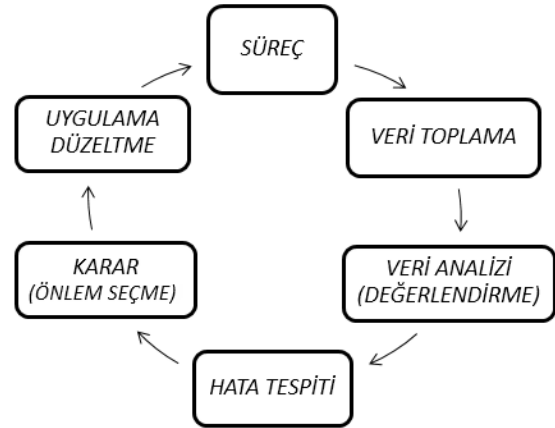 SÜREÇ
VERİ TOPLAMA
VERİ ANALİZİ
(DEĞERLENDİRME)
HATA TESPİTİ
KARAR
(ÖNLEM SEÇME)
UYGULAMA
DÜZELTME